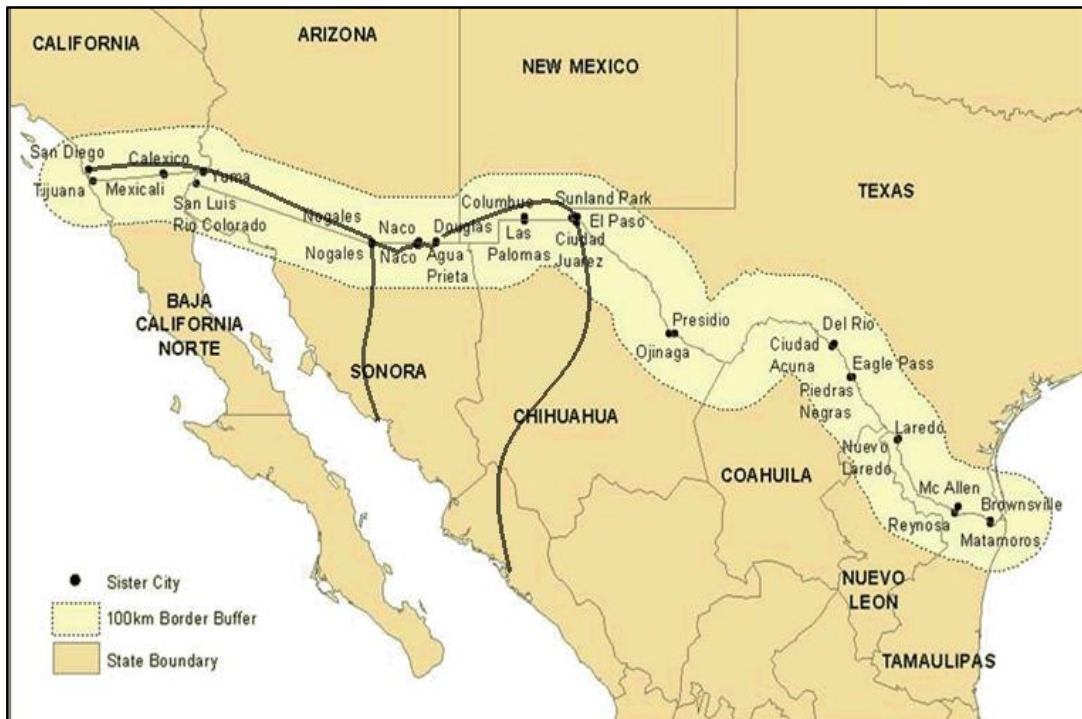 CALIFORNIA
ARIZONA
NEW MEXICO
TEXAS
San Diego
Calexico
Yuma
Tijuana
Mexicali
San Luis
Rio Colorado
Nogales
Nogales
Naco
Naco
Douglas
Agua
Prieta
Columbus
Las
Palomas
Sunland Park
El Paso
Ciudad
Juarez
BAJA
CALIFORNIA
NORTE
SONORA
CHIHUAHUA
Presidio
Ojinaga
Del Rio
Ciudad
Acuna
Eagle Pass
Piedras
Negras
Laredo
Nuevo
Laredo
COAHUILA
Mc Allen
Brownsville
Reynosa
Matamoros
NUEVO
LEON
TAMAULIPAS
Sister City
100km Border Buffer
State Boundary